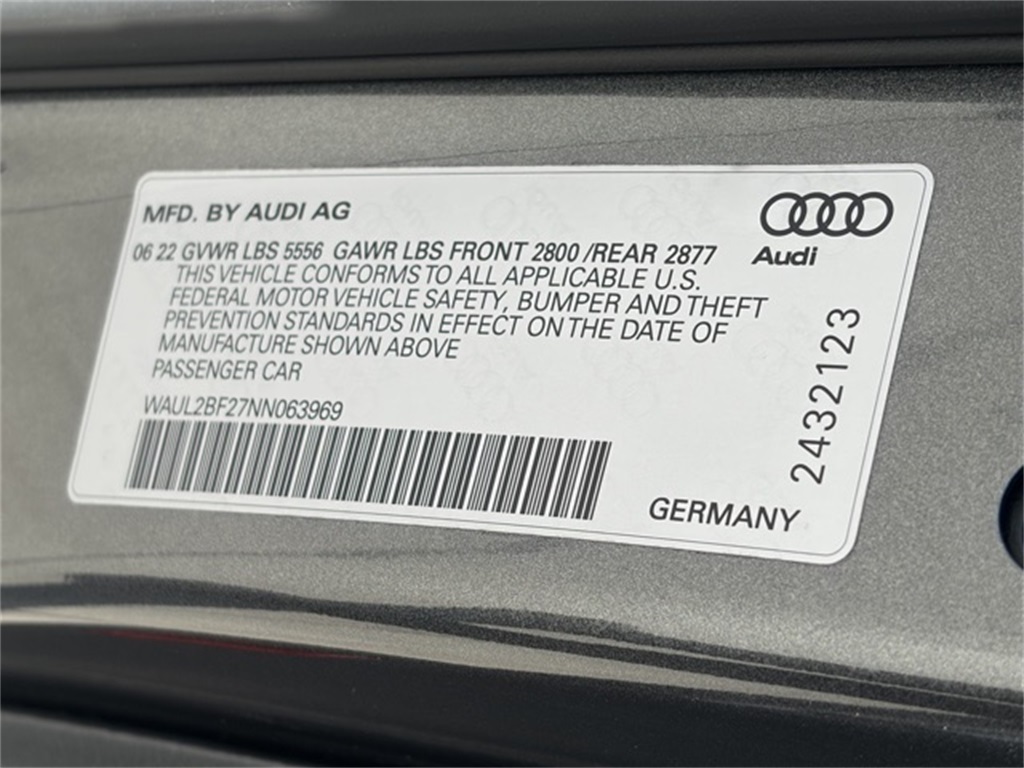 MFD. BY AUDI AG
06 22 GVWR LBS 5556 GAWR LBS FRONT 2800 /REAR 2877
THIS VEHICLE CONFORMS TO ALL APPLICABLE U.S.
FEDERAL MOTOR VEHICLE SAFETY, BUMPER AND THEFT
PREVENTION STANDARDS IN EFFECT ON THE DATE OF
MANUFACTURE SHOWN ABOVE
PASSENGER CAR
WAUL2BF27NN063969
Audi
2432123
GERMANY